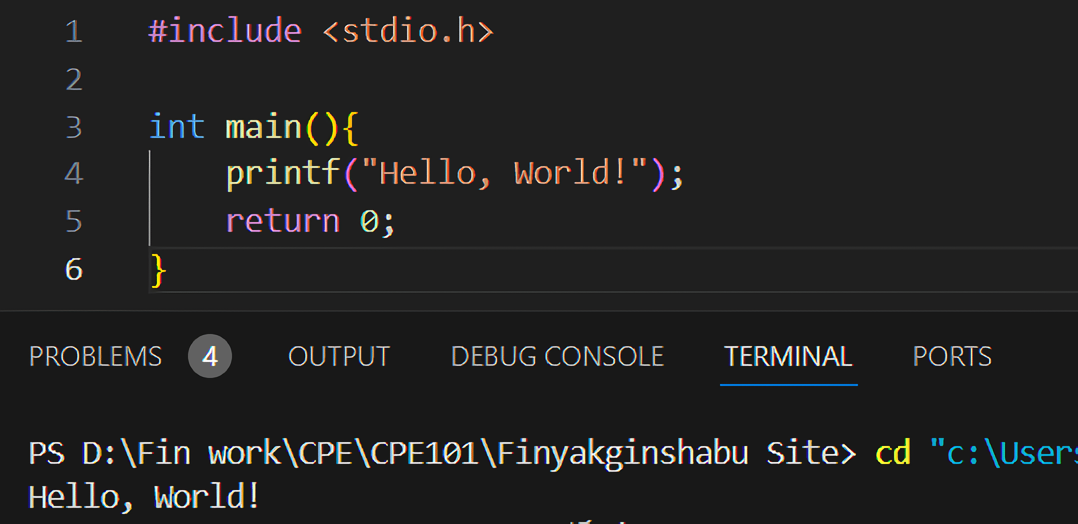 1 #include <stdio.h>
2
3 int main(){
4 printf("Hello, World!");
5 return 0;
6 }
PROBLEMS 4 OUTPUT DEBUG CONSOLE TERMINAL PORTS
PS D:\Fin work\CPE\CPE101\Finyakginshabu Site> cd "c:\Users
Hello, World!